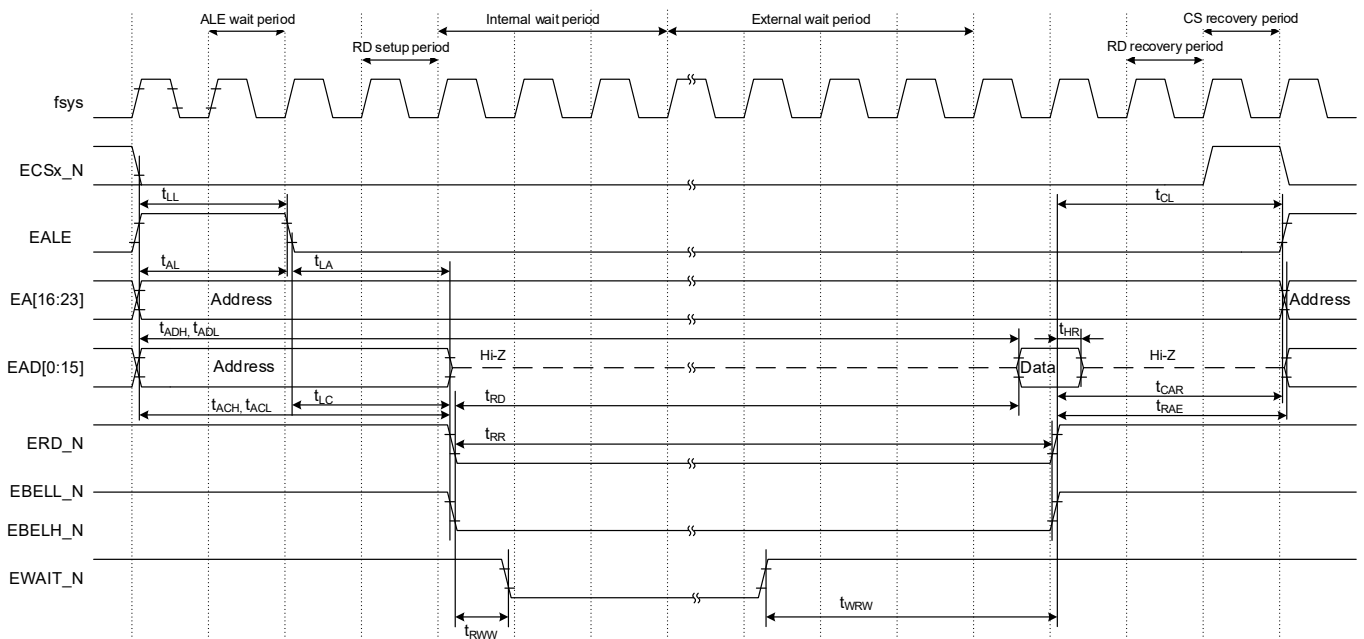 ALE wait period
Internal wait period
External wait period
CS recovery period
RD setup period
RD recovery period
fsys
ECSx_N
tLL
tCL
EALE
tAL
tLA
EA[16:23]
Address
Address
tADH, tADL
tHR
EAD[0:15]
Address
Hi-Z
Data
Hi-Z
tACH, tACL
tLC
tRD
tCAR
tRAE
ERD_N
tRR
EBELL_N
EBELH_N
EWAIT_N
tRWW
tWRW